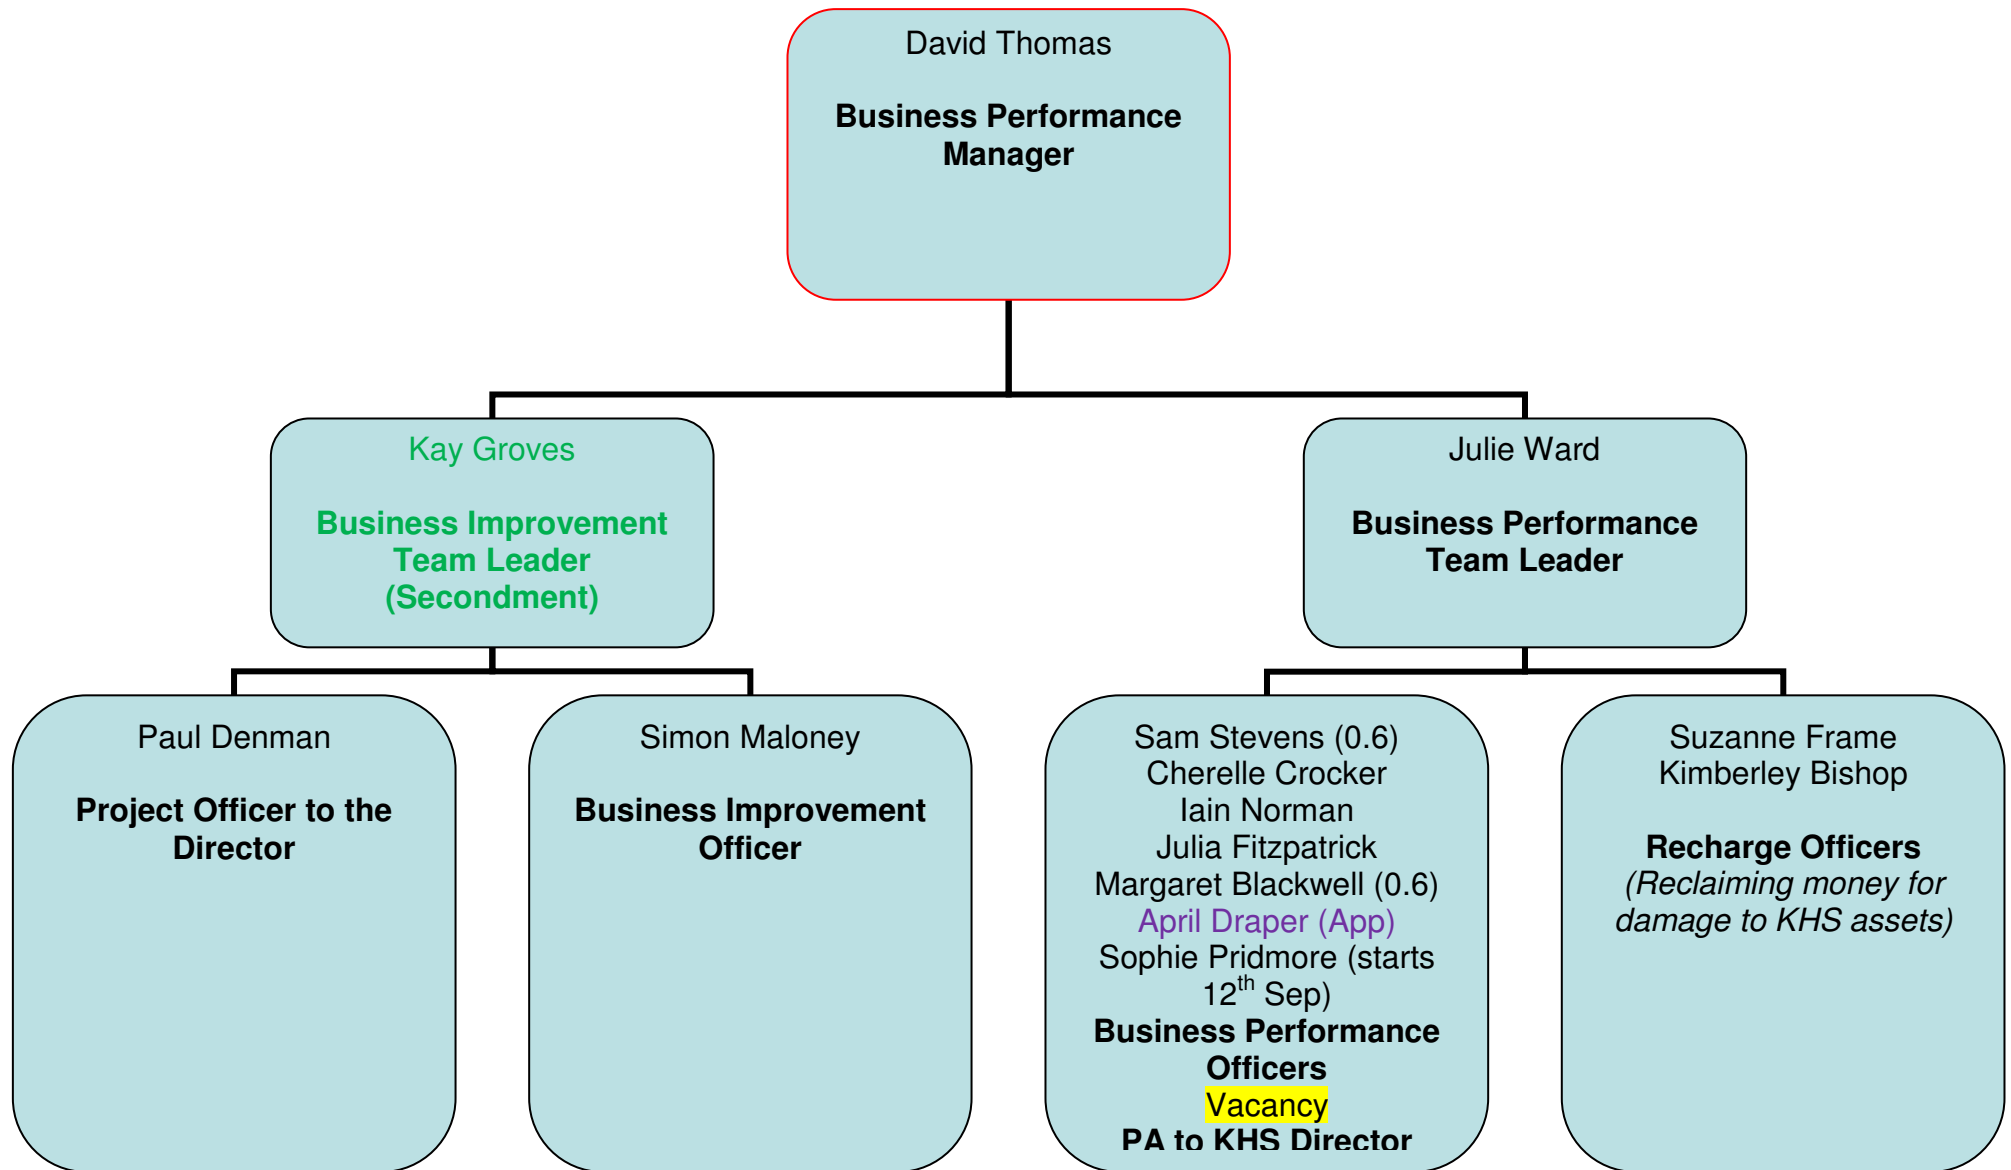 David Thomas
Business Performance
Manager
Kay Groves
Business Improvement
Team Leader
(Secondment)
Julie Ward
Business Performance
Team Leader
Paul Denman
Project Officer to the
Director
Simon Maloney
Business Improvement
Officer
Sam Stevens (0.6)
Cherelle Crocker
Iain Norman
Julia Fitzpatrick
Margaret Blackwell (0.6)
April Draper (App)
Sophie Pridmore (starts
12th Sep)
Business Performance
Officers
Vacancy
PA to KHS Director
Suzanne Frame
Kimberley Bishop
Recharge Officers
(Reclaiming money for
damage to KHS assets)